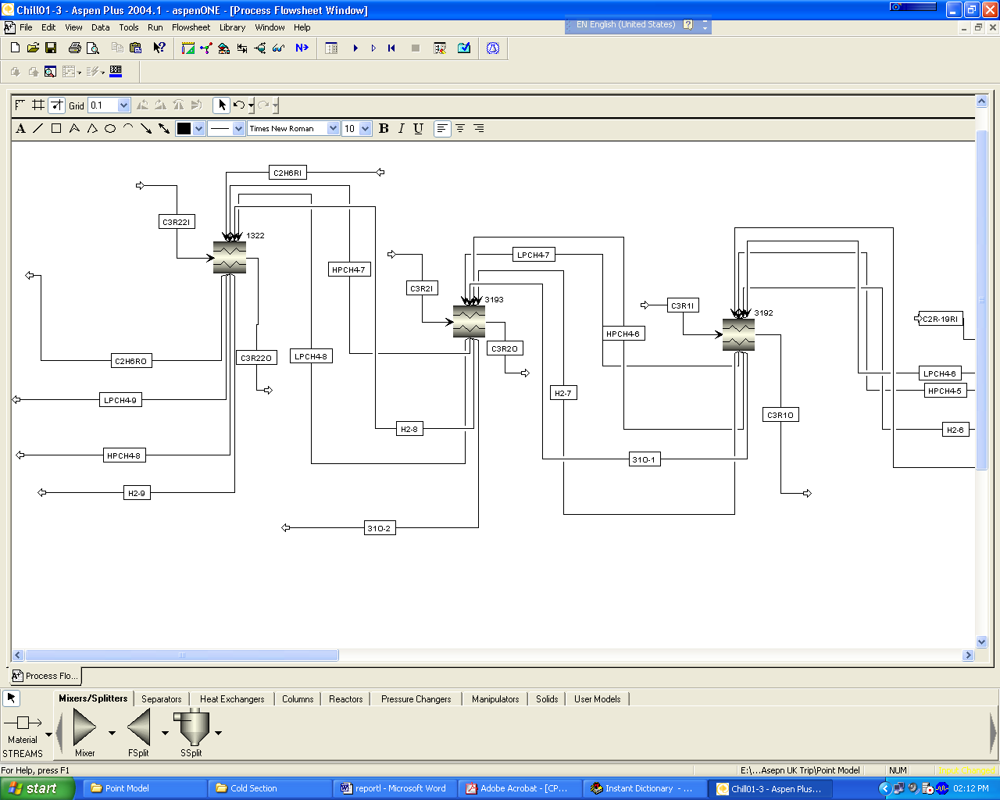 Chill01-3 - Aspen Plus 2004.1 - aspenONE - [Process Flowsheet Window]
EN English (United States)
File Edit View Data Tools Run Flowsheet Library Window Help
N
Grid 0.1
A Times New Roman 10 B I U
C2H6RI
C3R22I
1322
HPCH4-7
LPCH4-7
C3R2I
3193
C3R1I
3192
C2R-19RI
HPCH4-6
C3R2O
C2H6RO
C3R22O
LPCH4-8
LPCH4-6
HPCH4-5
H2-7
LPCH4-9
C3R1O
H2-8
H2-6
HPCH4-8
31O-1
H2-9
31O-2
Process Flo...
Mixers/Splitters Separators Heat Exchangers Columns Reactors Pressure Changers Manipulators Solids User Models
Material
STREAMS
Mixer FSplit SSplit
For Help, press F1
E:\...Asepn UK Trip\Point Model NUM Input Changed
start Point Model Cold Section reportl - Microsoft Word Adobe Acrobat - [CP... Instant Dictionary - ... Chill01-3 - Aspen Plus... 02:12 PM